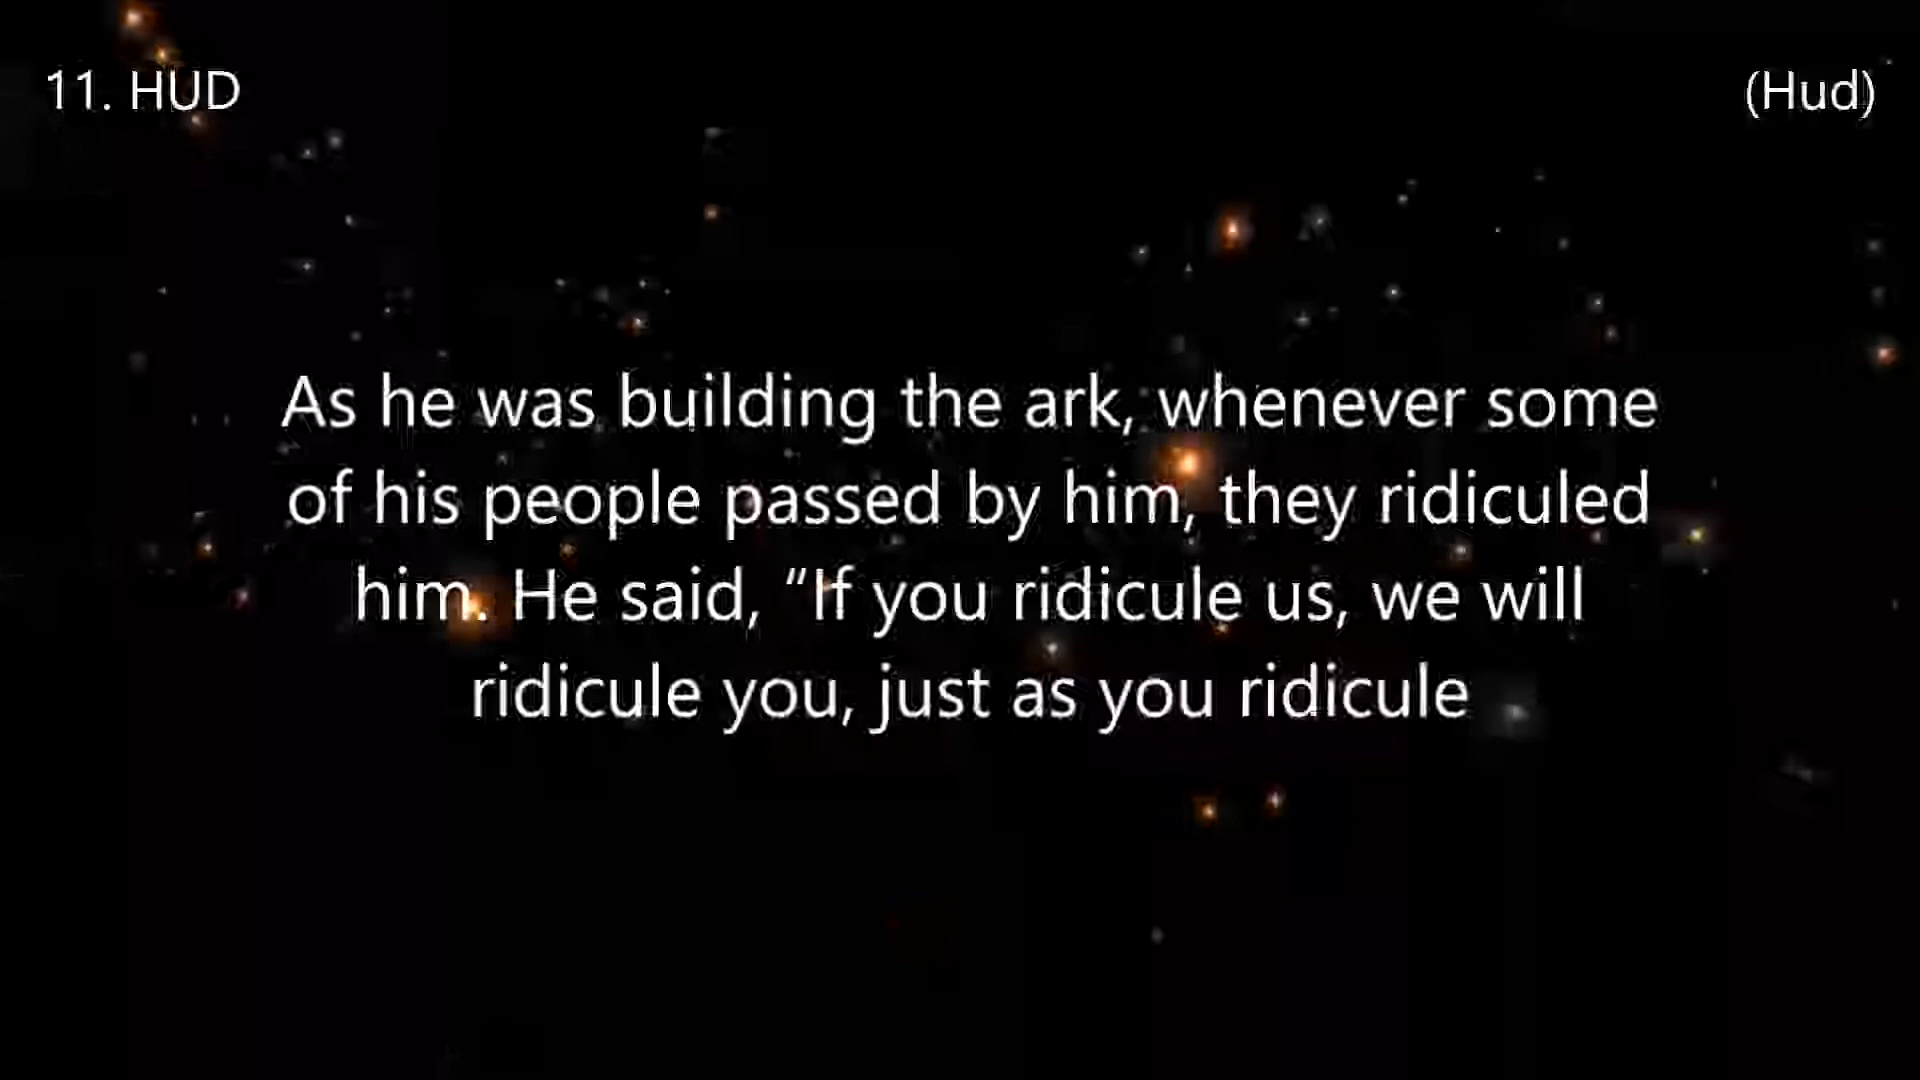 11. HUD
(Hud)
As he was building the ark, whenever some
of his people passed by him, they ridiculed
him. He said, “If you ridicule us, we will
ridicule you, just as you ridicule